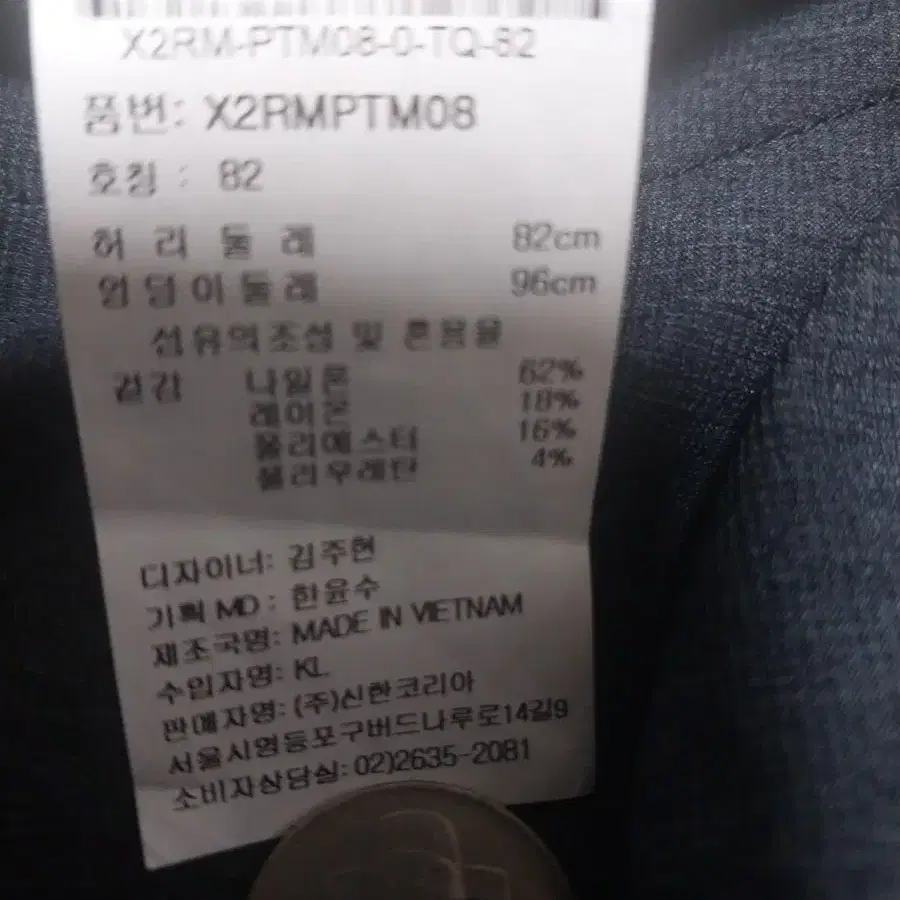 X2RM-PTM08-0-TQ-82
품번: X2RMPTM08
호칭 : 82
허 리 둘 레 82cm
엉덩이둘레 96cm
섬유의조성 및 혼용율
겉감 나일론 62%
레이온 18%
폴리에스터 16%
폴리우레탄 4%
디자이너: 김주현
기획 MD : 한윤수
제조국명: MADE IN VIETNAM
수입자명: KL
판매자명: (주)신한코리아
서울시영등포구버드나루로14길9
소비자상담실: 02)2635-2081